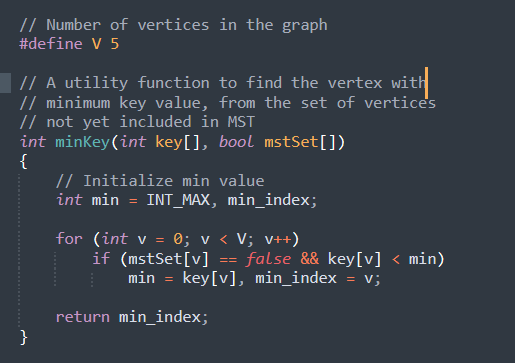 // Number of vertices in the graph
#define V 5
// A utility function to find the vertex with
// minimum key value, from the set of vertices
// not yet included in MST
int minKey(int key[], bool mstSet[])
{
// Initialize min value
int min = INT_MAX, min_index;
for (int v = 0; v < V; v++)
if (mstSet[v] == false && key[v] < min)
min = key[v], min_index = v;
return min_index;
}